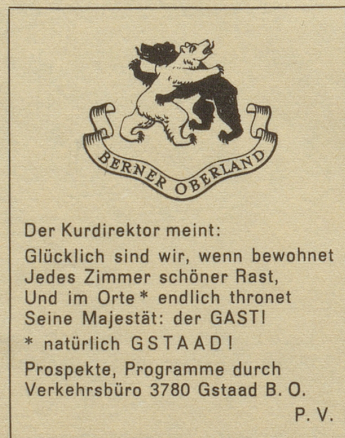 BERNER OBERLAND
Der Kurdirektor meint:
Glücklich sind wir, wenn bewohnet
Jedes Zimmer schöner Rast,
Und im Orte* endlich thronet
Seine Majestät: der GAST!
* natürlich GSTAAD!
Prospekte, Programme durch
Verkehrsbüro 3780 Gstaad B. O.
P. V.